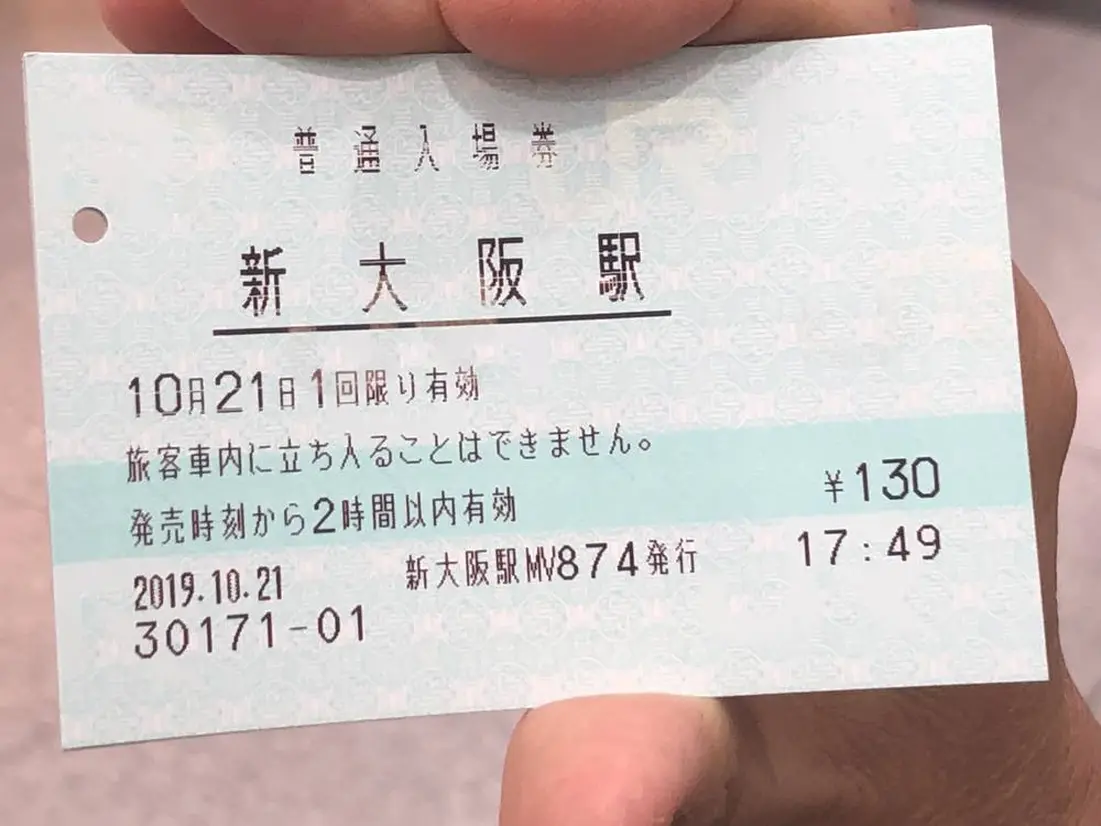 普通入場券
新大阪駅
10月21日1回限り有効
旅客車内に立ち入ることはできません。
発売時刻から2時間以内有効 ¥130
2019.10.21 新大阪駅MV874発行 17:49
30171-01